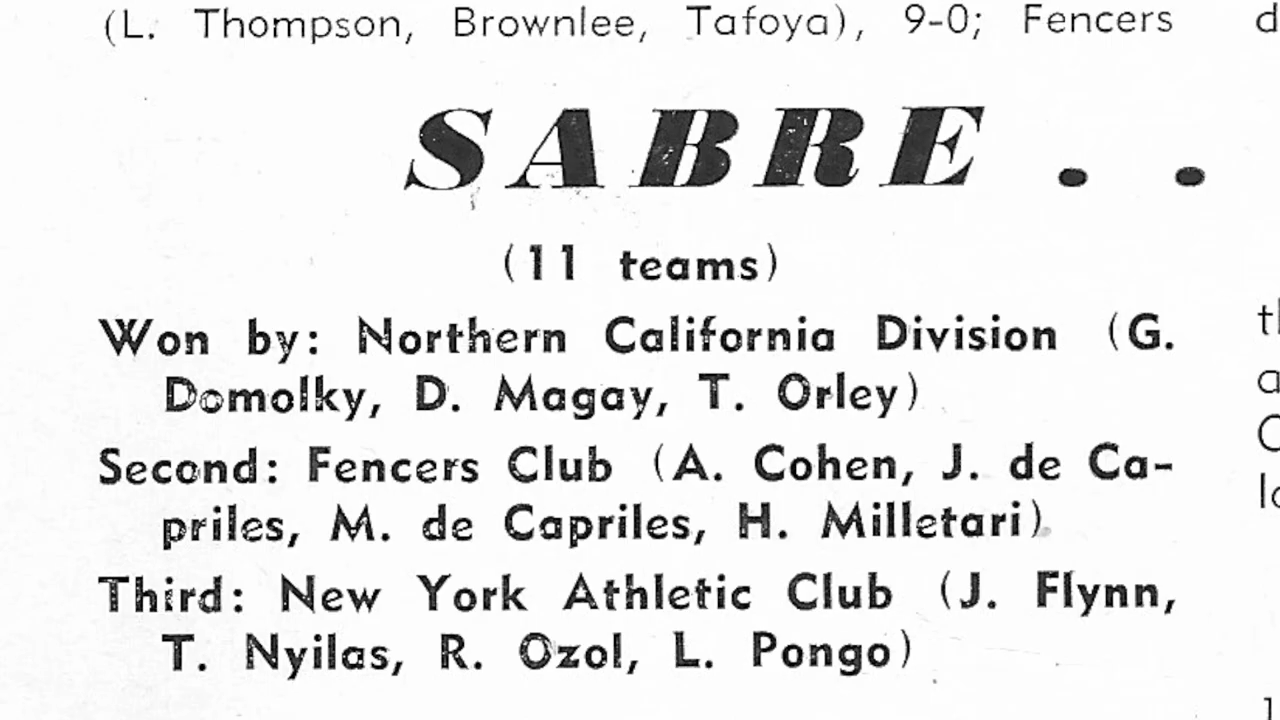 (L. Thompson, Brownlee, Tafoya), 9-0; Fencers
SABRE . .
(11 teams)
Won by: Northern California Division (G.
Domolky, D. Magay, T. Orley)
Second: Fencers Club (A. Cohen, J. de Ca-
priles, M. de Capriles, H. Milletari)
Third: New York Athletic Club (J. Flynn,
T. Nyilas, R. Ozol, L. Pongo)